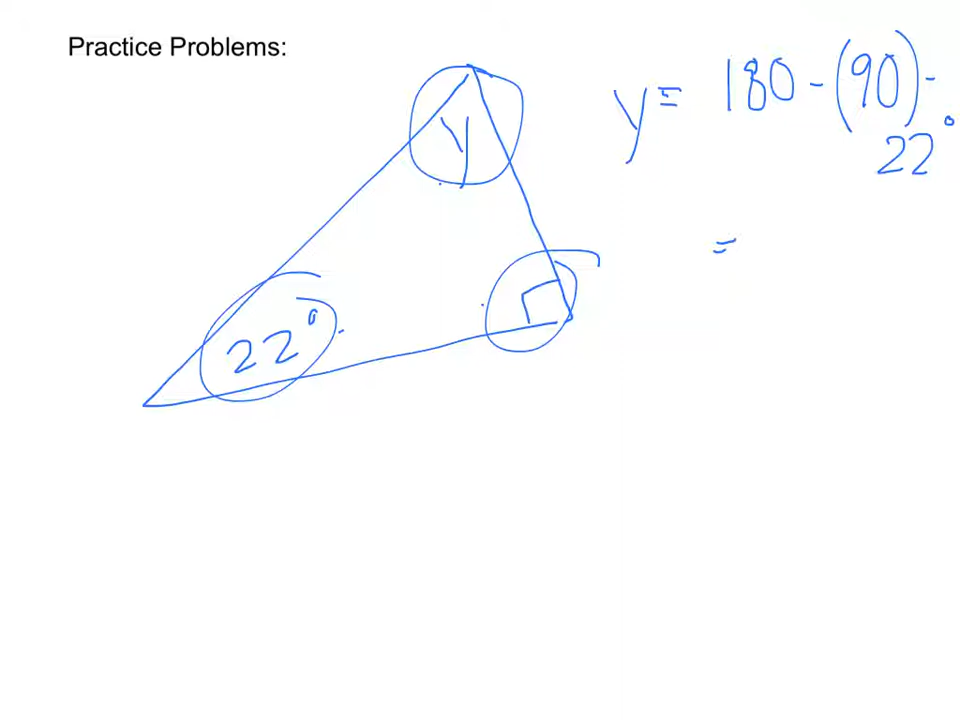 Practice Problems:
y = 180 - (90) -
22°
y
=
22°